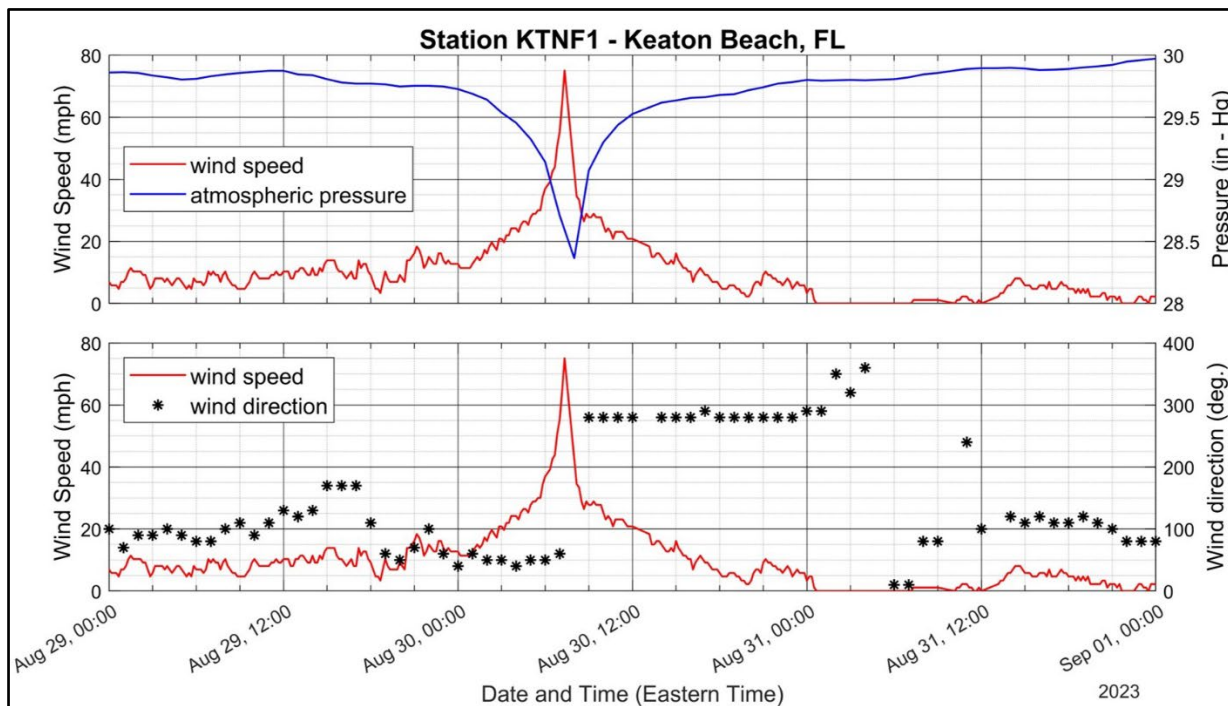 Station KTNF1 - Keaton Beach, FL
80
60
40
20
0
Wind Speed (mph)
30
29.5
29
28.5
28
Pressure (in - Hg)
wind speed
atmospheric pressure
80
60
40
20
0
Wind Speed (mph)
400
300
200
100
0
Wind direction (deg.)
wind speed
wind direction
Aug 29, 00:00
Aug 29, 12:00
Aug 30, 00:00
Aug 30, 12:00
Aug 31, 00:00
Aug 31, 12:00
Sep 01, 00:00
Date and Time (Eastern Time)
2023